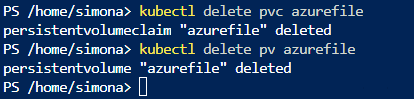 PS /home/simona> kubectl delete pvc azurefile
persistentvolumeclaim "azurefile" deleted
PS /home/simona> kubectl delete pv azurefile
persistentvolume "azurefile" deleted
PS /home/simona>